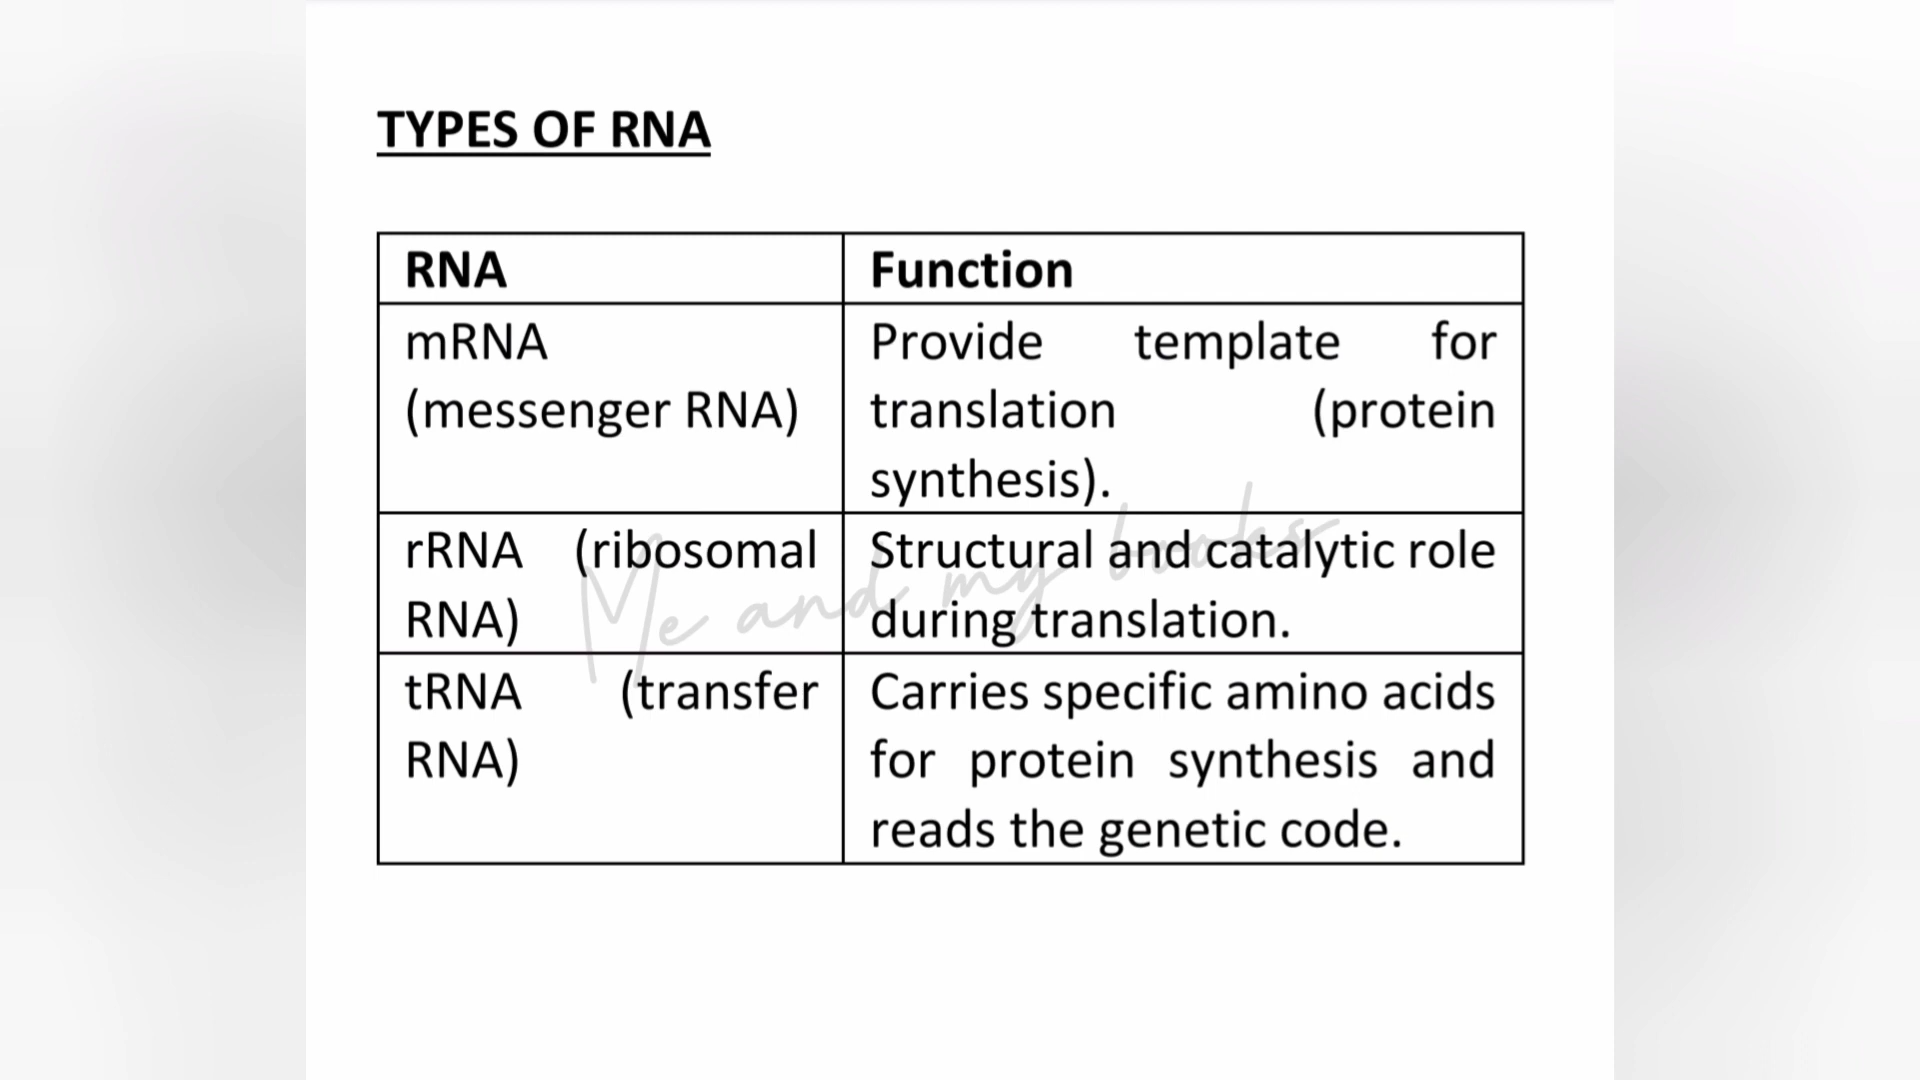 TYPES OF RNA
RNA
Function
mRNA
(messenger RNA)
Provide template for
translation (protein
synthesis).
rRNA (ribosomal
RNA)
Structural and catalytic role
during translation.
tRNA (transfer
RNA)
Carries specific amino acids
for protein synthesis and
reads the genetic code.
Me and my books